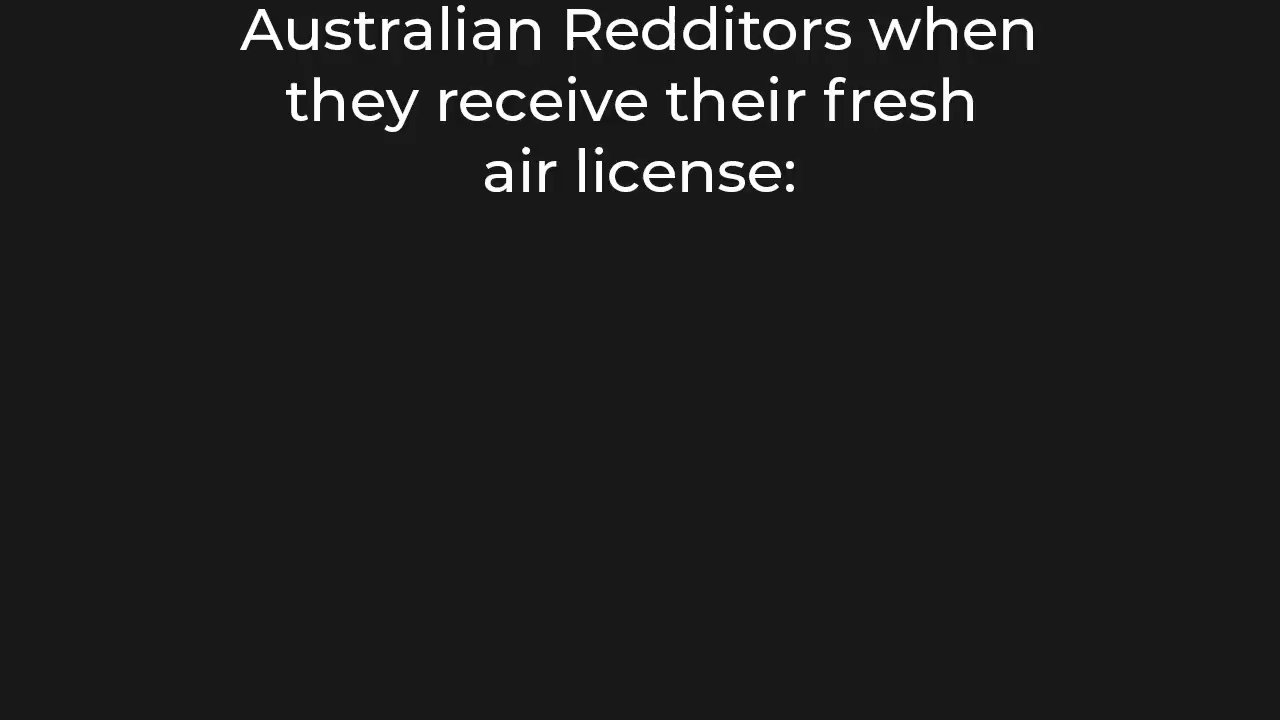 Australian Redditors when
they receive their fresh
air license: